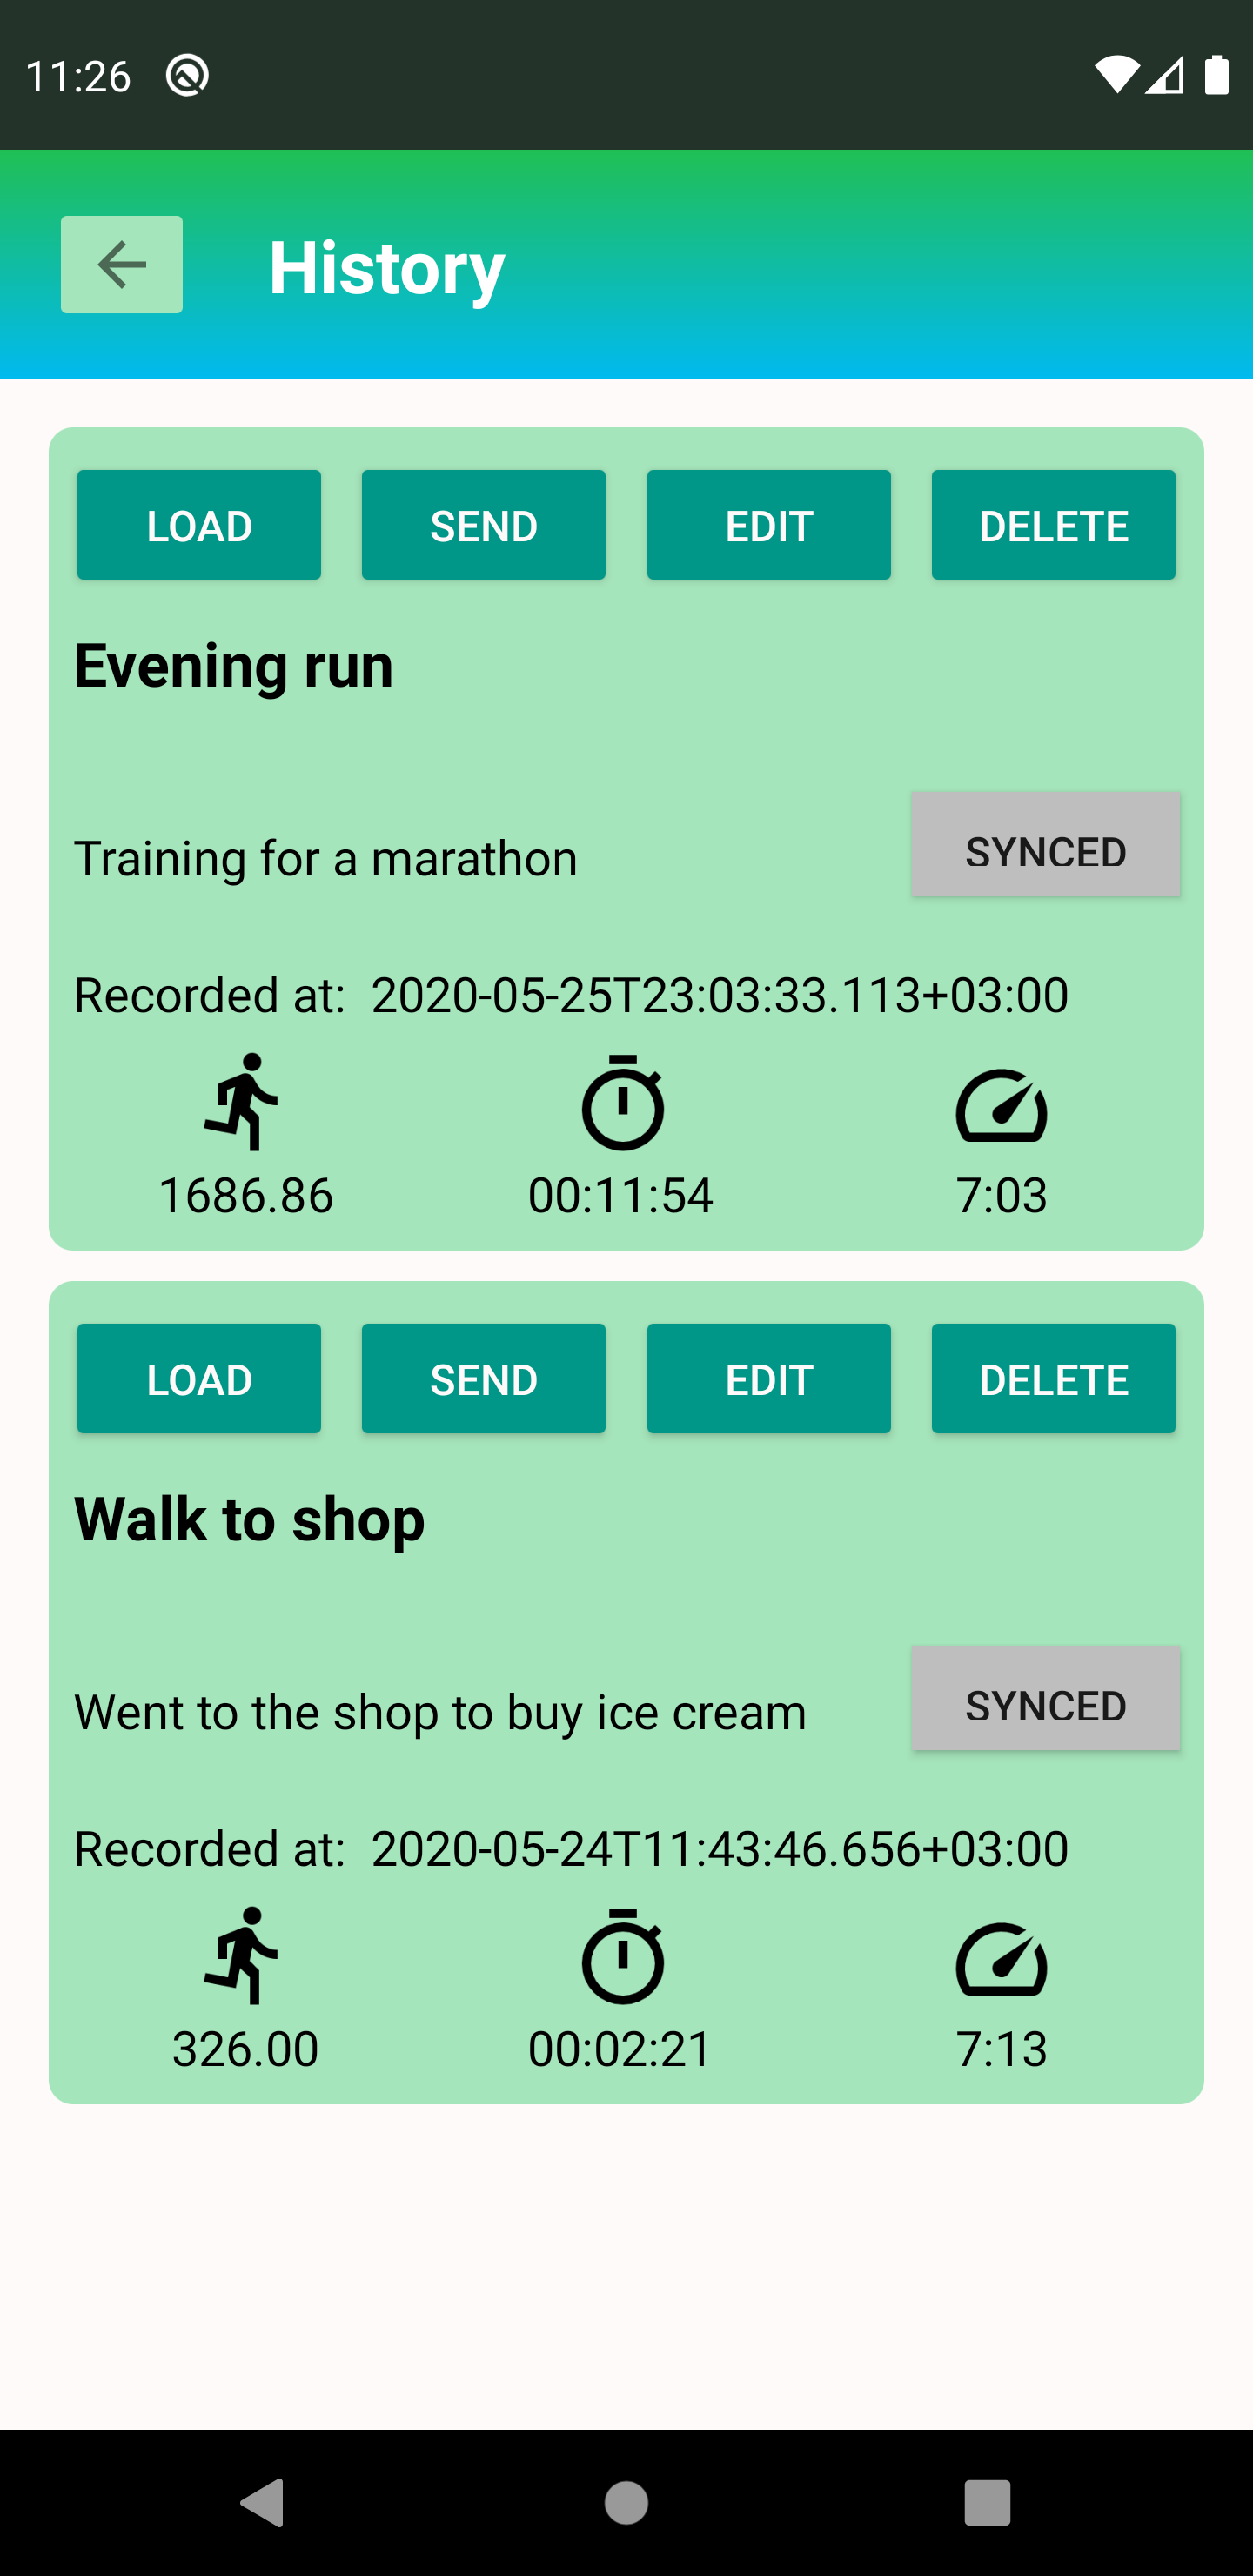 11:26
History
LOAD SEND EDIT DELETE
Evening run
Training for a marathon SYNCED
Recorded at: 2020-05-25T23:03:33.113+03:00
1686.86 00:11:54 7:03
LOAD SEND EDIT DELETE
Walk to shop
Went to the shop to buy ice cream SYNCED
Recorded at: 2020-05-24T11:43:46.656+03:00
326.00 00:02:21 7:13